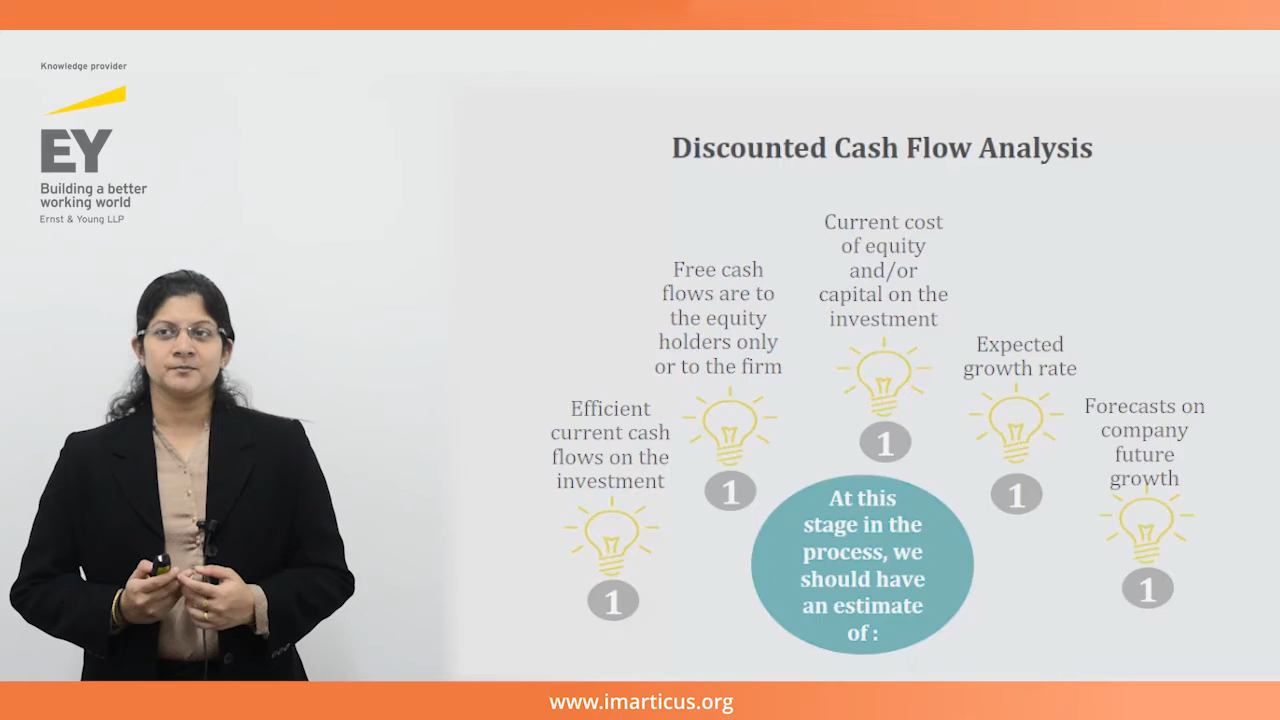 Knowledge provider
EY
Building a better
working world
Ernst & Young LLP
Discounted Cash Flow Analysis
Efficient
current cash
flows on the
investment
1
Free cash
flows are to
the equity
holders only
or to the firm
1
Current cost
of equity
and/or
capital on the
investment
1
Expected
growth rate
1
Forecasts on
company
future
growth
1
At this
stage in the
process, we
should have
an estimate
of :
www.imarticus.org